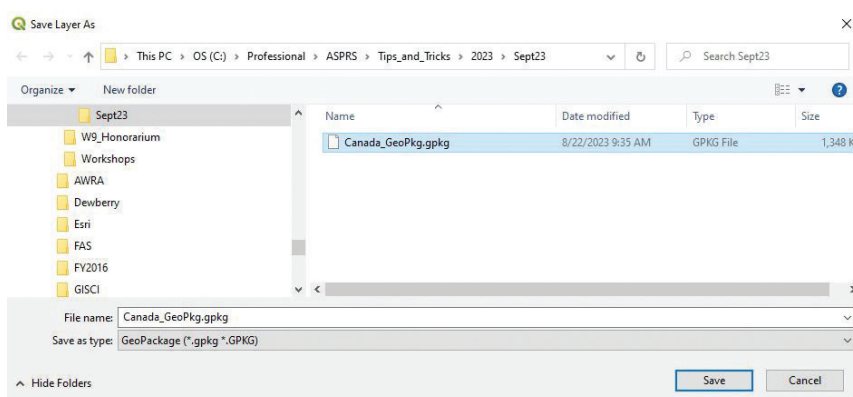 Save Layer As
This PC > OS (C:) > Professional > ASPRS > Tips_and_Tricks > 2023 > Sept23
Search Sept23
Organize
New folder
Sept23
Name
Date modified
Type
Size
W9_Honorarium
Canada_GeoPkg.gpkg
8/22/2023 9:35 AM
GPKG File
1,348 K
Workshops
AWRA
Dewberry
Esri
FAS
FY2016
GISCI
File name: Canada_GeoPkg.gpkg
Save as type: GeoPackage (*.gpkg *.GPKG)
Hide Folders
Save
Cancel